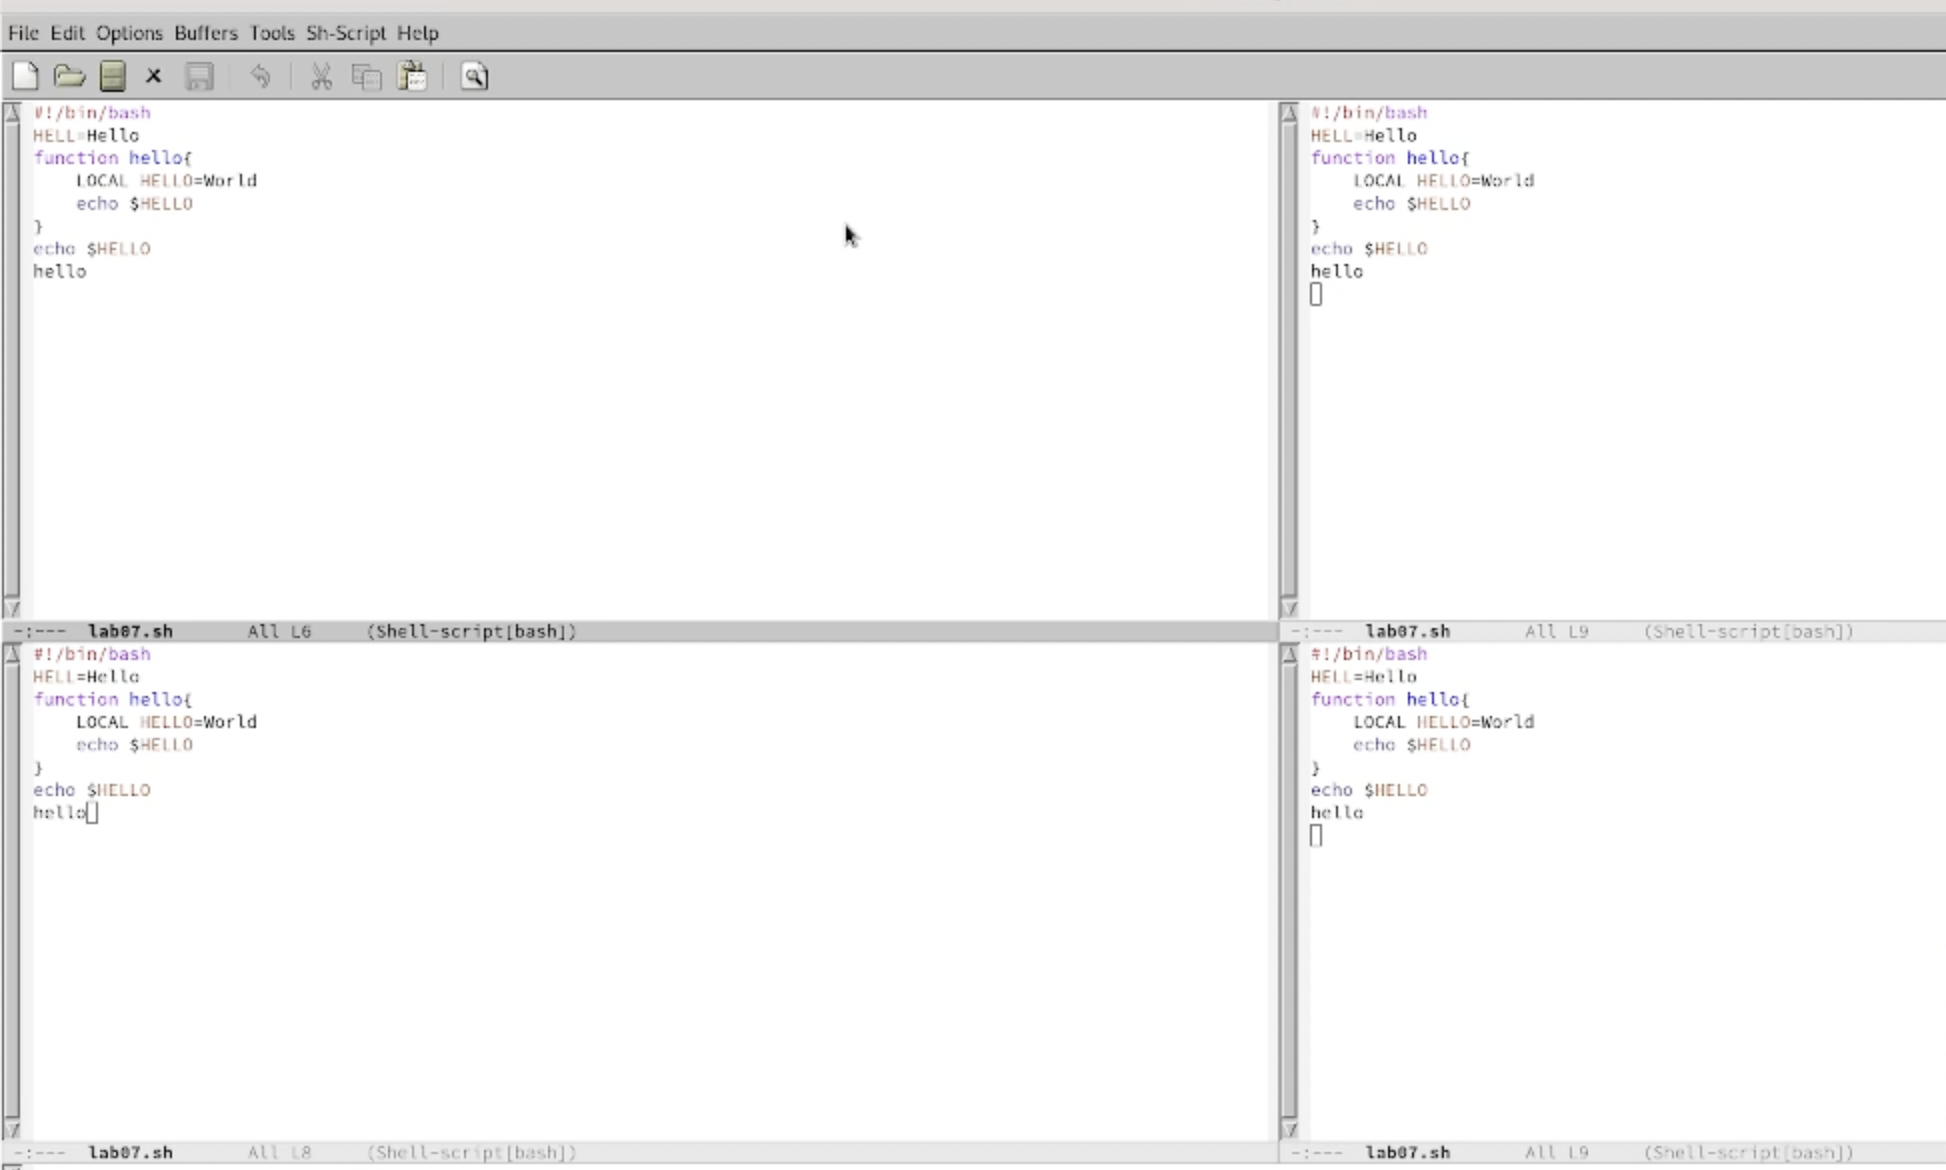 File Edit Options Buffers Tools Sh-Script Help
#!/bin/bash
HELL=Hello
function hello{
    LOCAL HELLO=World
    echo $HELLO
}
echo $HELLO
hello
-:---  lab07.sh       All L6     (Shell-script[bash])
#!/bin/bash
HELL=Hello
function hello{
    LOCAL HELLO=World
    echo $HELLO
}
echo $HELLO
hello
-:---  lab07.sh       All L9     (Shell-script[bash])
#!/bin/bash
HELL=Hello
function hello{
    LOCAL HELLO=World
    echo $HELLO
}
echo $HELLO
hello
-:---  lab07.sh       All L8     (Shell-script[bash])
#!/bin/bash
HELL=Hello
function hello{
    LOCAL HELLO=World
    echo $HELLO
}
echo $HELLO
hello
-:---  lab07.sh       All L9     (Shell-script[bash])